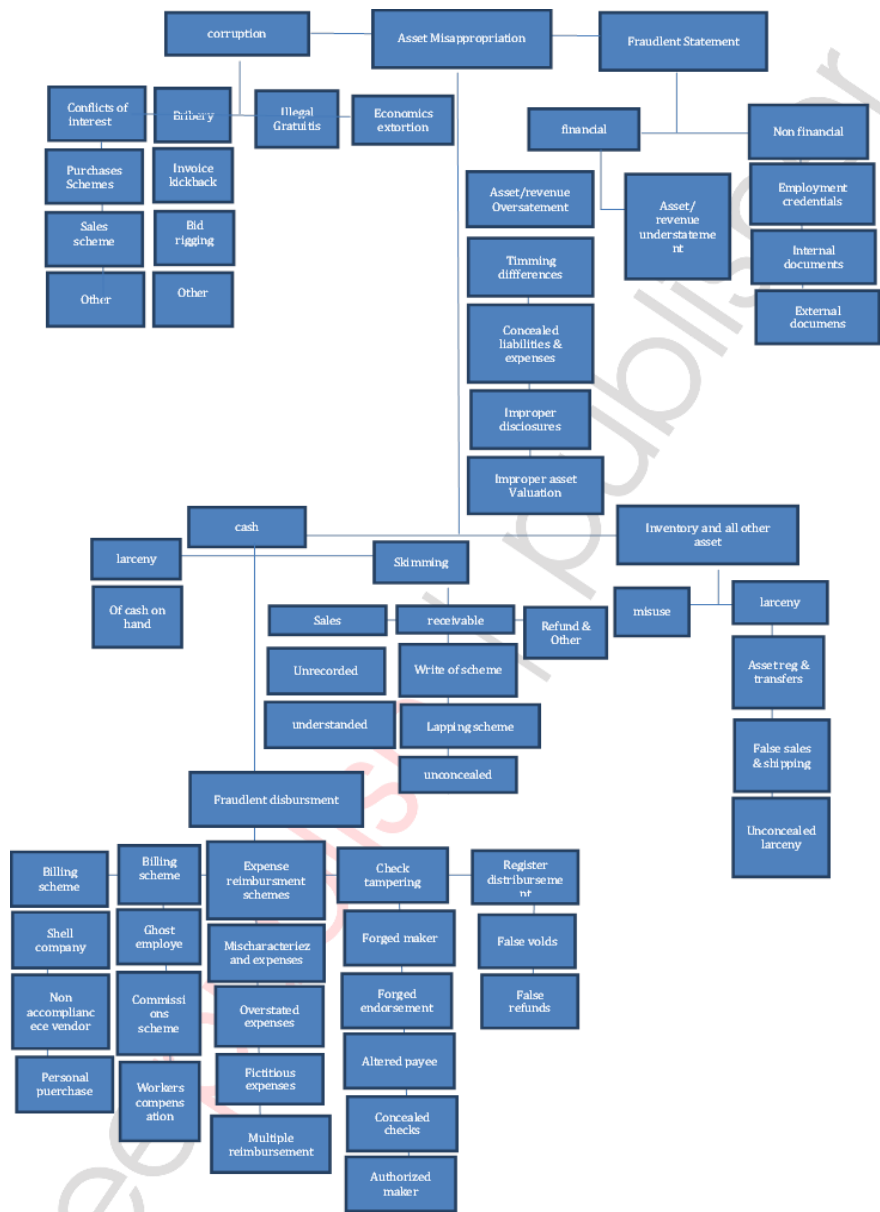 corruption
Asset Misappropriation
Fraudlent Statement
Conflicts of
interest
Bribery
Illegal
Gratuitis
Economics
extortion
financial
Non financial
Purchases
Schemes
Invoice
kickback
Asset/revenue
Oversatement
Asset/
revenue
understateme
nt
Employment
credentials
Sales
scheme
Bid
rigging
Timming
diffferences
Internal
documents
Other
Other
Concealed
liabilities &
expenses
External
documens
Improper
disclosures
Improper asset
Valuation
cash
Inventory and all other
asset
larceny
Skimming
Of cash on
hand
Sales
receivable
Refund &
Other
misuse
larceny
Unrecorded
Write of scheme
Asset reg &
transfers
understanded
Lapping scheme
False sales
& shipping
unconcealed
Fraudlent disbursment
Unconcealed
larceny
Billing
scheme
Billing
scheme
Expense
reimbursment
schemes
Check
tampering
Register
distriburseme
nt
Shell
company
Ghost
employe
Mischaracteriez
and expenses
Forged maker
False volds
Non
accomplianc
ece vendor
Commissi
ons scheme
Overstated
expenses
Forged
endorsement
False
refunds
Personal
puerchase
Workers
compens
ation
Fictitious
expenses
Altered payee
Multiple
reimbursement
Concealed
checks
Authorized
maker